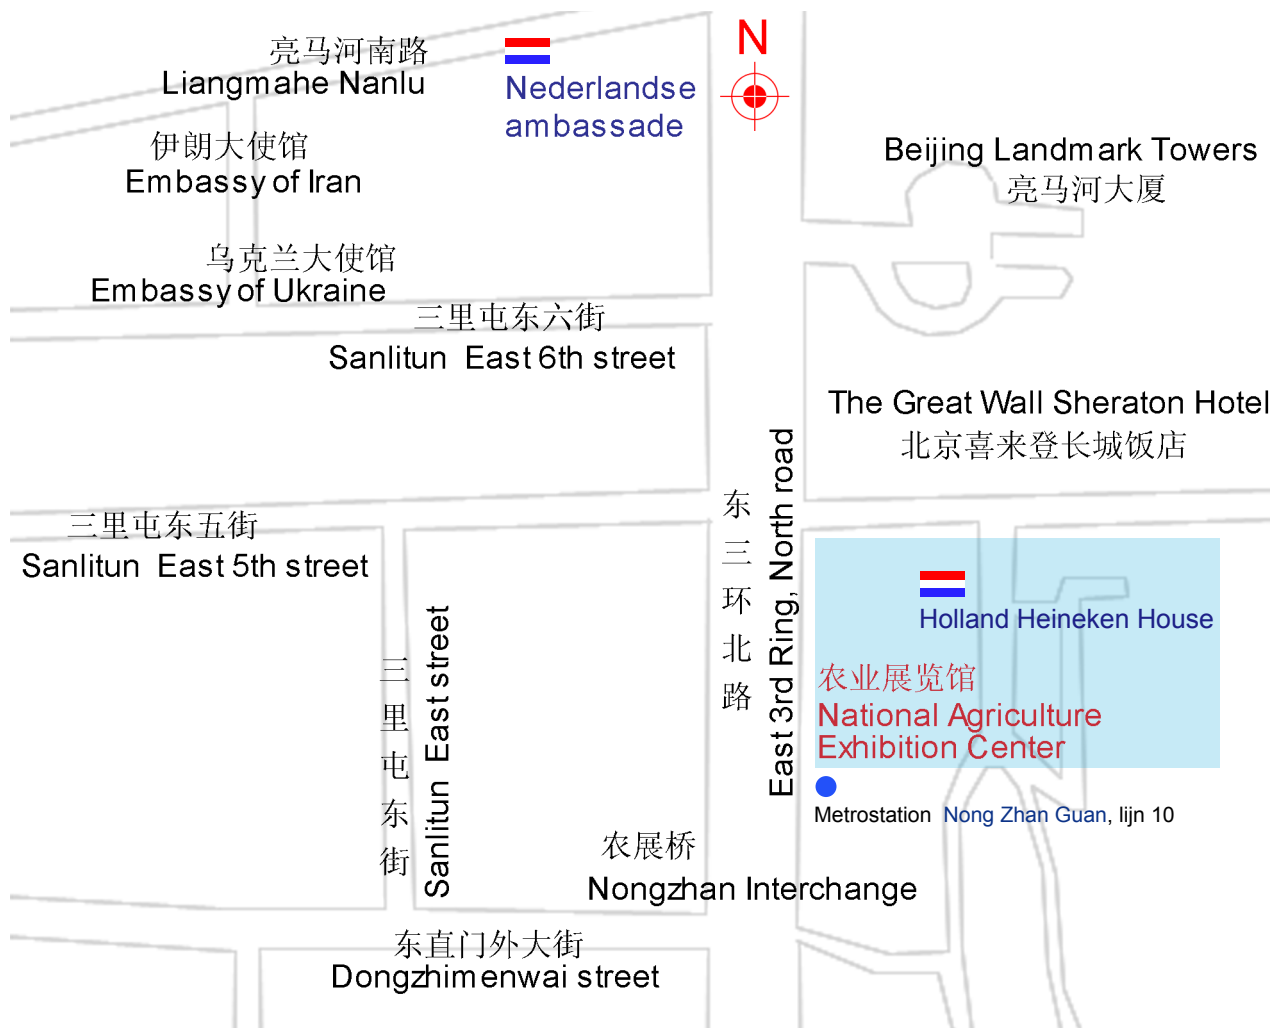 亮马河南路
Liangmahe Nanlu
Nederlandse
ambassade
N
伊朗大使馆
Embassy of Iran
Beijing Landmark Towers
亮马河大厦
乌克兰大使馆
Embassy of Ukraine
三里屯东六街
Sanlitun East 6th street
The Great Wall Sheraton Hotel
北京喜来登长城饭店
三里屯东五街
Sanlitun East 5th street
东三环北路
East 3rd Ring, North road
Holland Heineken House
农业展览馆
National Agriculture
Exhibition Center
三里屯东街
Sanlitun East street
Metrostation Nong Zhan Guan, lijn 10
农展桥
Nongzhan Interchange
东直门外大街
Dongzhimenwai street